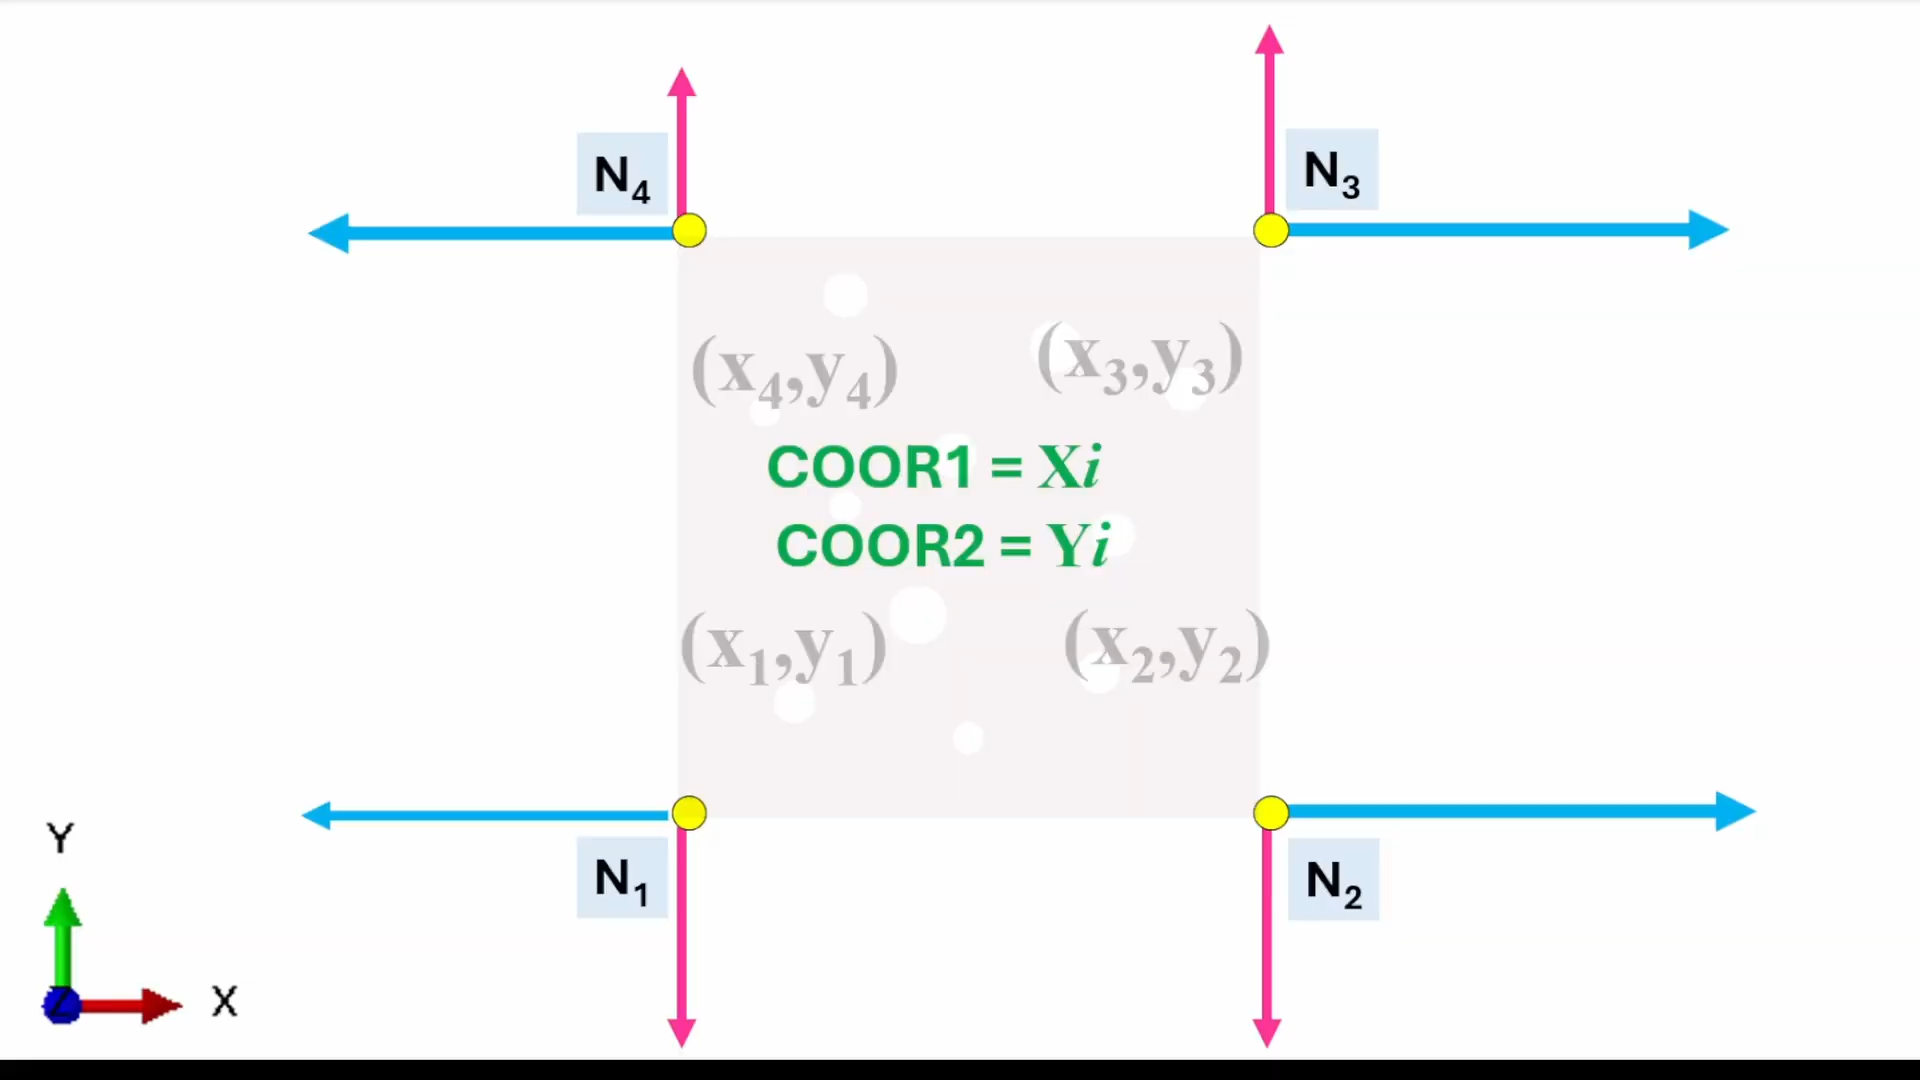 N4
N3
(x4,y4)
(x3,y3)
COOR1 = Xi
COOR2 = Yi
(x1,y1)
(x2,y2)
N1
N2
Y
Z
X